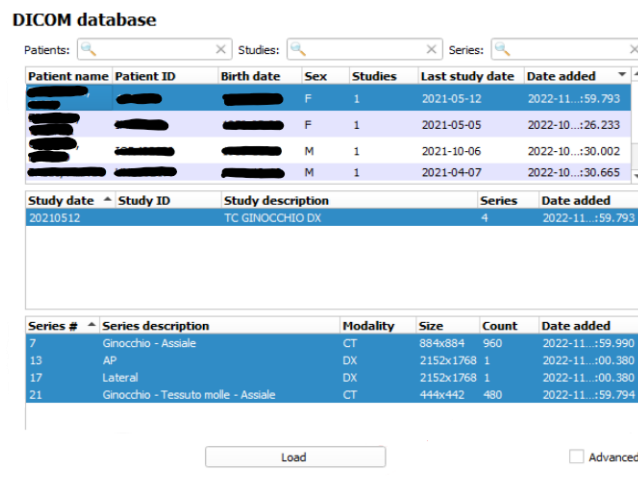 DICOM database
Patients: Studies: Series:
Patient name Patient ID Birth date Sex Studies Last study date Date added
F 1 2021-05-12 2022-11...:59.793
F 1 2021-05-05 2022-10...:26.233
M 1 2021-10-06 2022-10...:30.002
M 1 2021-04-07 2022-10...:30.665
Study date Study ID Study description Series Date added
20210512 TC GINOCCHIO DX 4 2022-11...:59.793
Series # Series description Modality Size Count Date added
7 Ginocchio - Assiale CT 884x884 960 2022-11...:59.990
13 AP DX 2152x1768 1 2022-11...:00.380
17 Lateral DX 2152x1768 1 2022-11...:00.380
21 Ginocchio - Tessuto molle - Assiale CT 444x442 480 2022-11...:59.794
Load Advanced